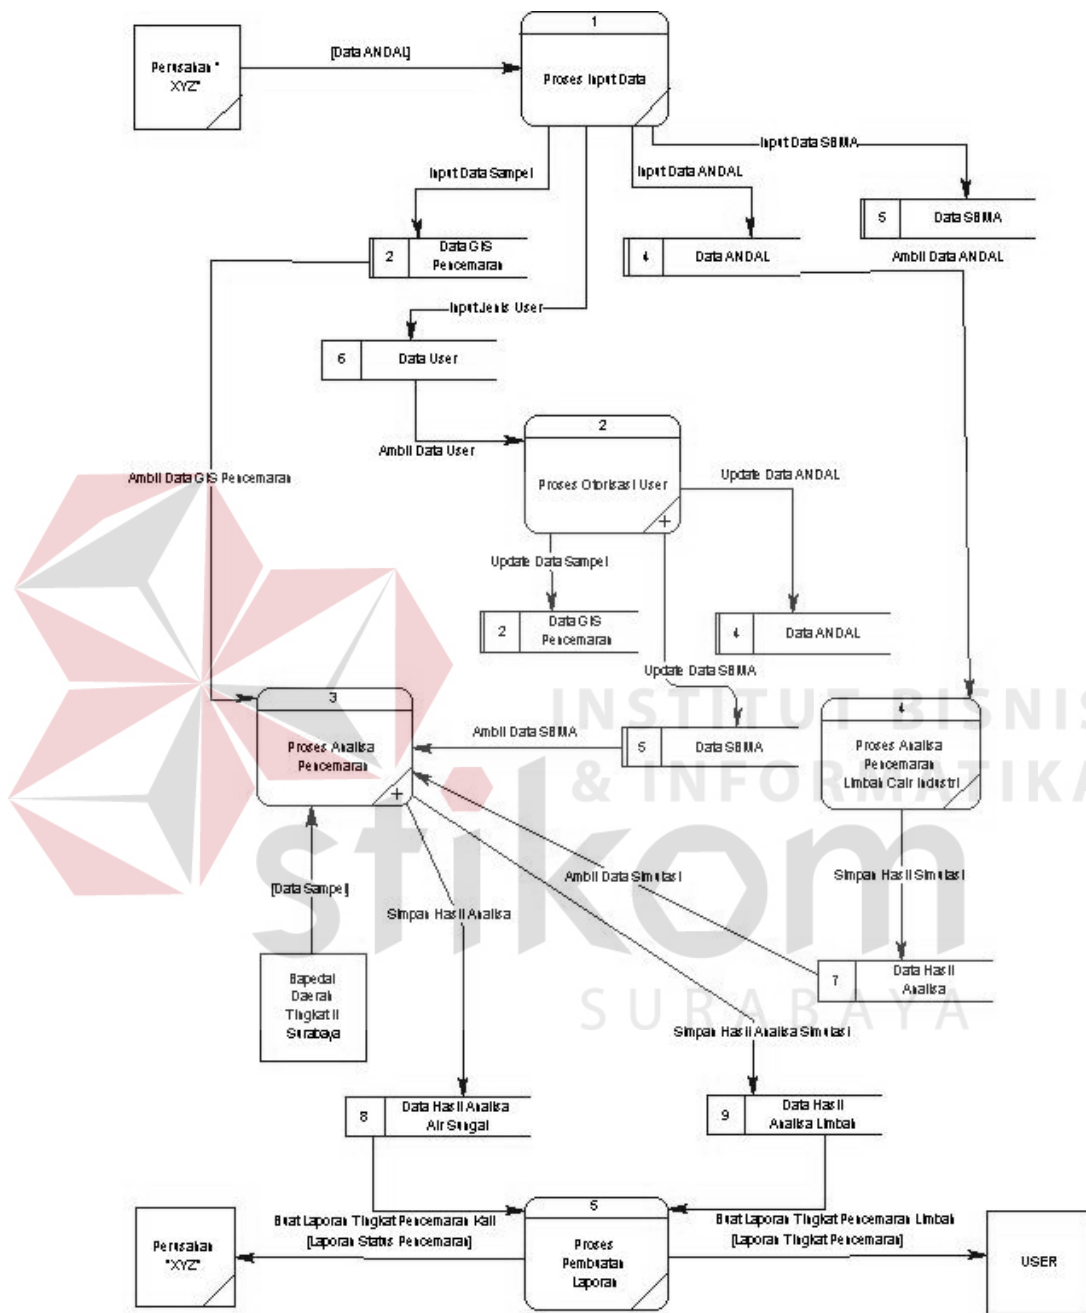 1
Perusahan "
XYZ"
[Data ANDAL]
Proses Input Data
Input Data SBMA
Input Data Sampel
Input Data ANDAL
5
Data SBMA
2
Data GIS
Pencemaran
4
Data ANDAL
Ambil Data ANDAL
Input Jenis User
6
Data User
2
Ambil Data User
Ambil Data GIS Pencemaran
Proses Otorisasi User
Update Data ANDAL
+
Update Data Sampel
2
Data GIS
Pencemaran
4
Data ANDAL
Update Data SBMA
3
4
INSTITUT BISNIS
Ambil Data SBMA
5
Data SBMA
Proses Analisa
Pencemaran
+
Proses Analisa
Pencemaran
Limbah Cair Industri
& INFORMATIKA
stikom
Ambil Data Simulasi
Simpan Hasil Simulasi
[Data Sampel]
Simpan Hasil Analisa
Bapedal
Daerah
Tingkat II
Surabaya
7
Data Hasil
Analisa
SURABAYA
Simpan Hasil Analisa Simulasi
8
Data Hasil Analisa
Air Sungai
9
Data Hasil
Analisa Limbah
5
Buat Laporan Tingkat Pencemaran Kali
Buat Laporan Tingkat Pencemaran Limbah
Perusahan
"XYZ"
[Laporan Status Pencemaran]
Proses
Pembuatan
Laporan
[Laporan Tingkat Pencemaran]
USER